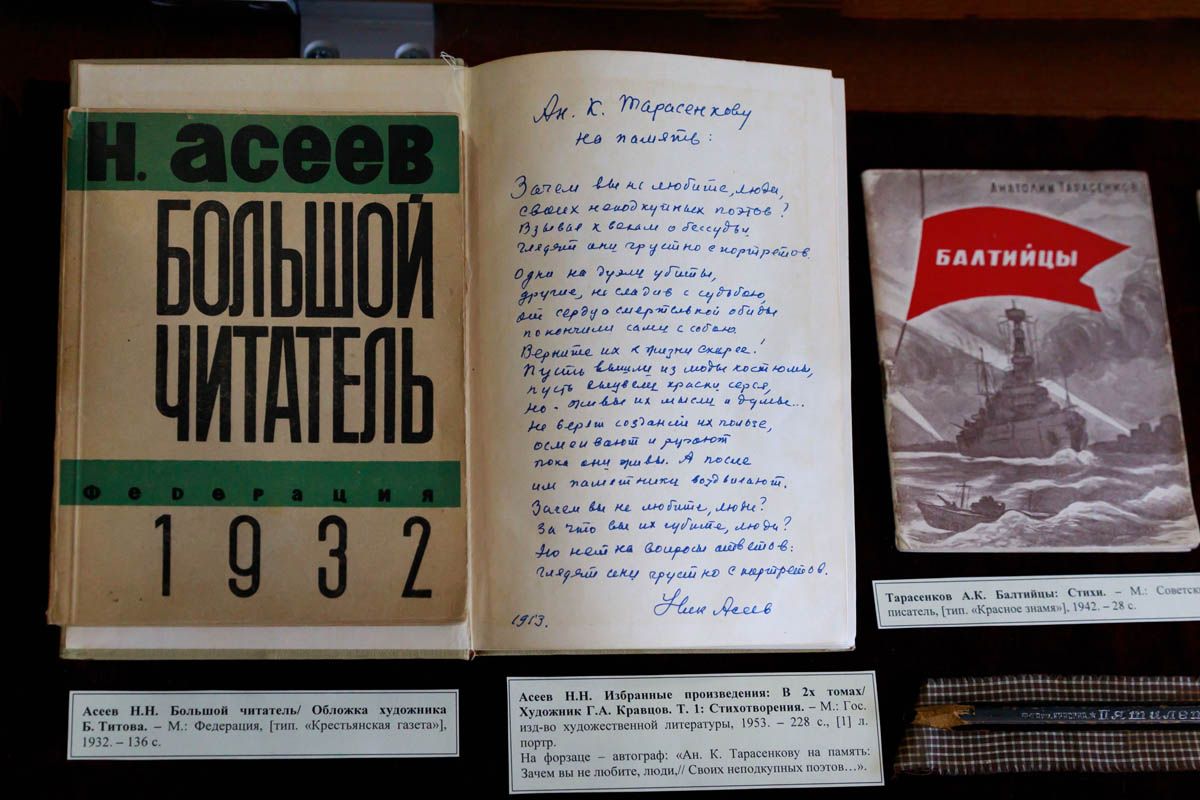 Н. асеев
БОЛЬШОЙ
ЧИТАТЕЛЬ
Федерация
1932
Ан. К. Тарасенкову
на память:
Зачем вы не любите, люди,
своих неподкупных поэтов?
Взывая к векам о бессудьи
глядят они грустно с портретов.
Одни на дуэли убиты,
другие, не сладив с судьбою,
от сердца смертельной обиды
покончили сами с собою.
Верните их к жизни скорее!
Пусть вышли из моды костюмы,
пусть выцвели краски
но - живы их мысли и думы...
Не верят их пользе,
осмеивают и ругают
пока они живы. А после
им памятники воздвигают.
Зачем вы не любите, люди?
За что вы их губите, люди?
Но нет на вопросы ответов:
глядят они грустно с портретов.
Ник Асеев
1953.
Анатолий Тарасенков
БАЛТИЙЦЫ
Асеев Н.Н. Большой читатель/ Обложка художника
Б. Титова. – М.: Федерация, [тип. «Крестьянская газета»],
1932. – 136 с.
Асеев Н.Н. Избранные произведения: В 2х томах/
Художник Г.А. Кравцов. Т. 1: Стихотворения. – М.: Гос.
изд-во художественной литературы, 1953. – 228 с., [1] л.
портр.
На форзаце – автограф: «Ан. К. Тарасенкову на память:
Зачем вы не любите, люди,// Своих неподкупных поэтов…».
Тарасенков А.К. Балтийцы: Стихи. – М.: Советски
писатель, [тип. «Красное знамя»], 1942. – 28 с.
Пятилет